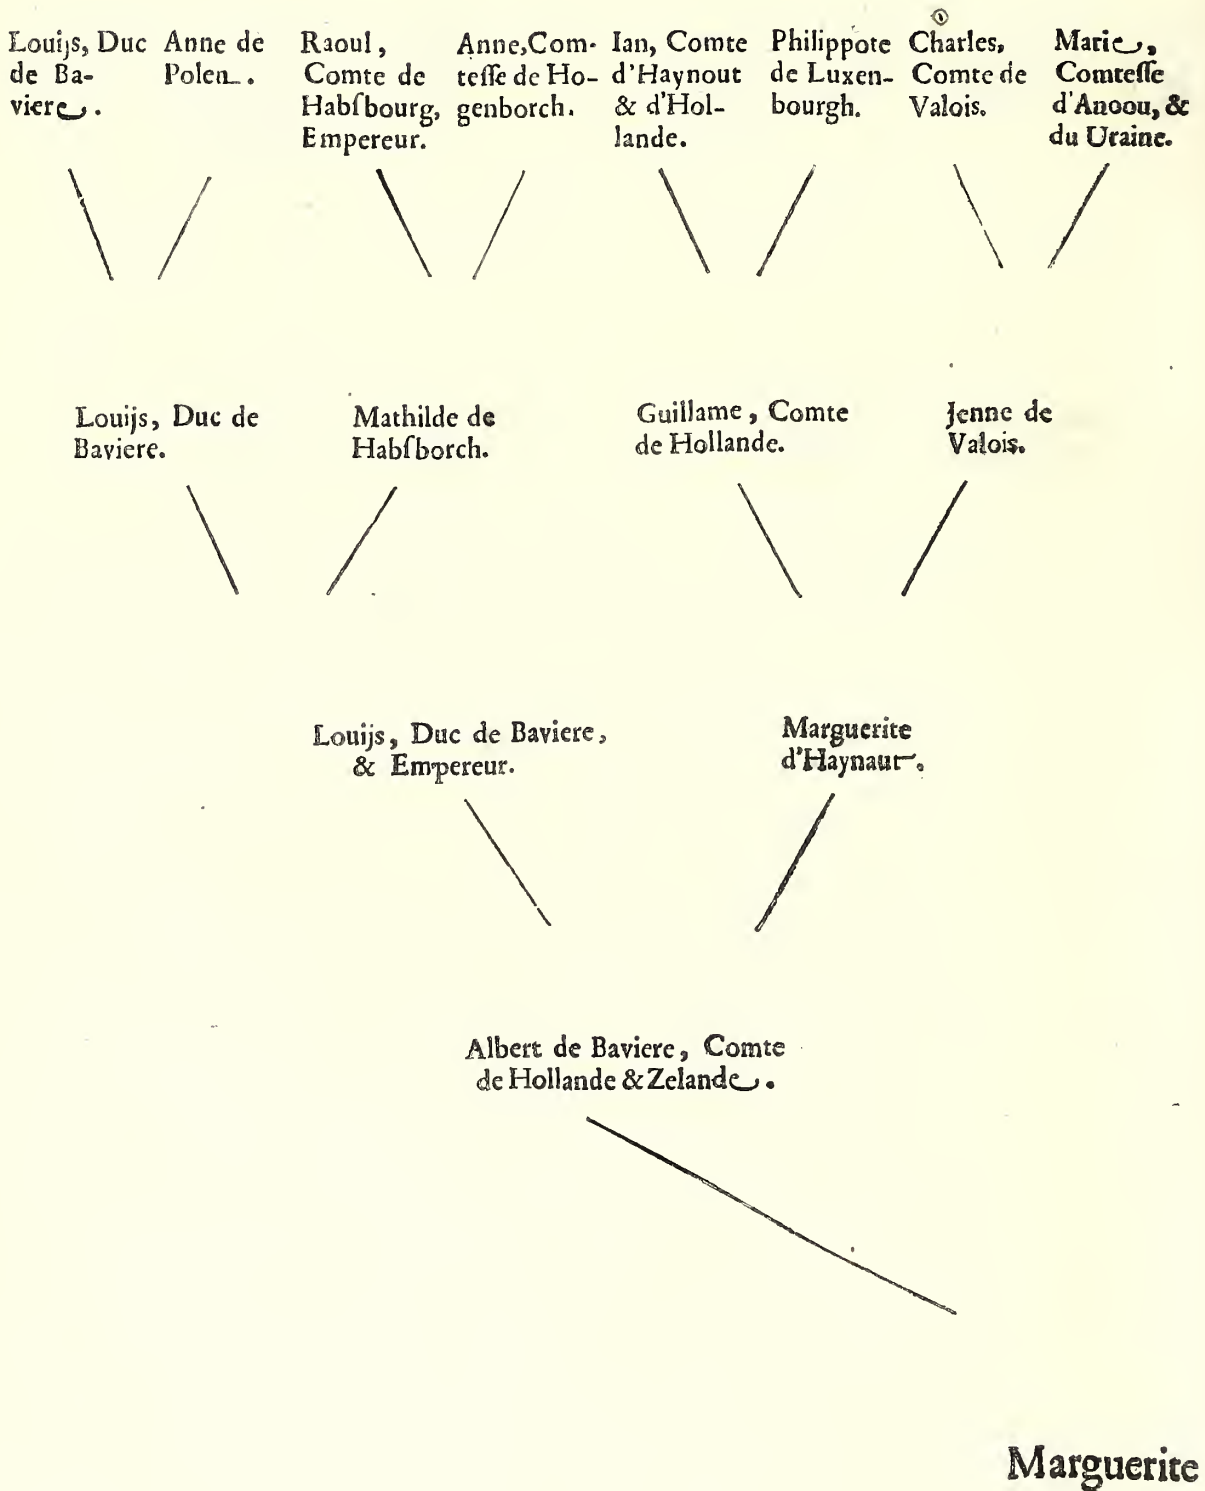 Louijs, Duc
de Ba-
viere.
Anne de
Polen.
Raoul,
Comte de
Habſbourg,
Empereur.
Anne, Com-
teſſe de Ho-
genborch.
Ian, Comte
d'Haynout
& d'Hol-
lande.
Philippote
de Luxen-
bourgh.
Charles,
Comte de
Valois.
Marie,
Comteſſe
d'Anoou, &
du Uraine.
Louijs, Duc de
Baviere.
Mathilde de
Habſborch.
Guillame, Comte
de Hollande.
Jenne de
Valois.
Louijs, Duc de Baviere,
& Empereur.
Marguerite
d'Haynaut.
Albert de Baviere, Comte
de Hollande & Zelande.
Marguerite